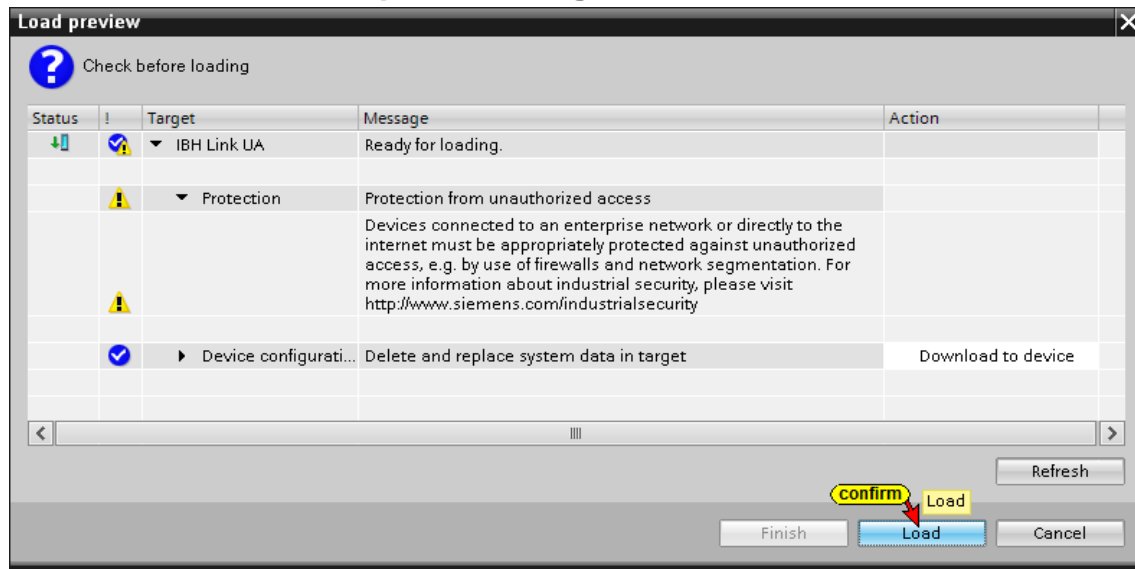 Load preview
Check before loading
Status ! Target Message Action
IBH Link UA Ready for loading.
Protection Protection from unauthorized access
Devices connected to an enterprise network or directly to the
internet must be appropriately protected against unauthorized
access, e.g. by use of firewalls and network segmentation. For
more information about industrial security, please visit
http://www.siemens.com/industrialsecurity
Device configurati... Delete and replace system data in target Download to device
Refresh
confirm
Load
Finish Load Cancel